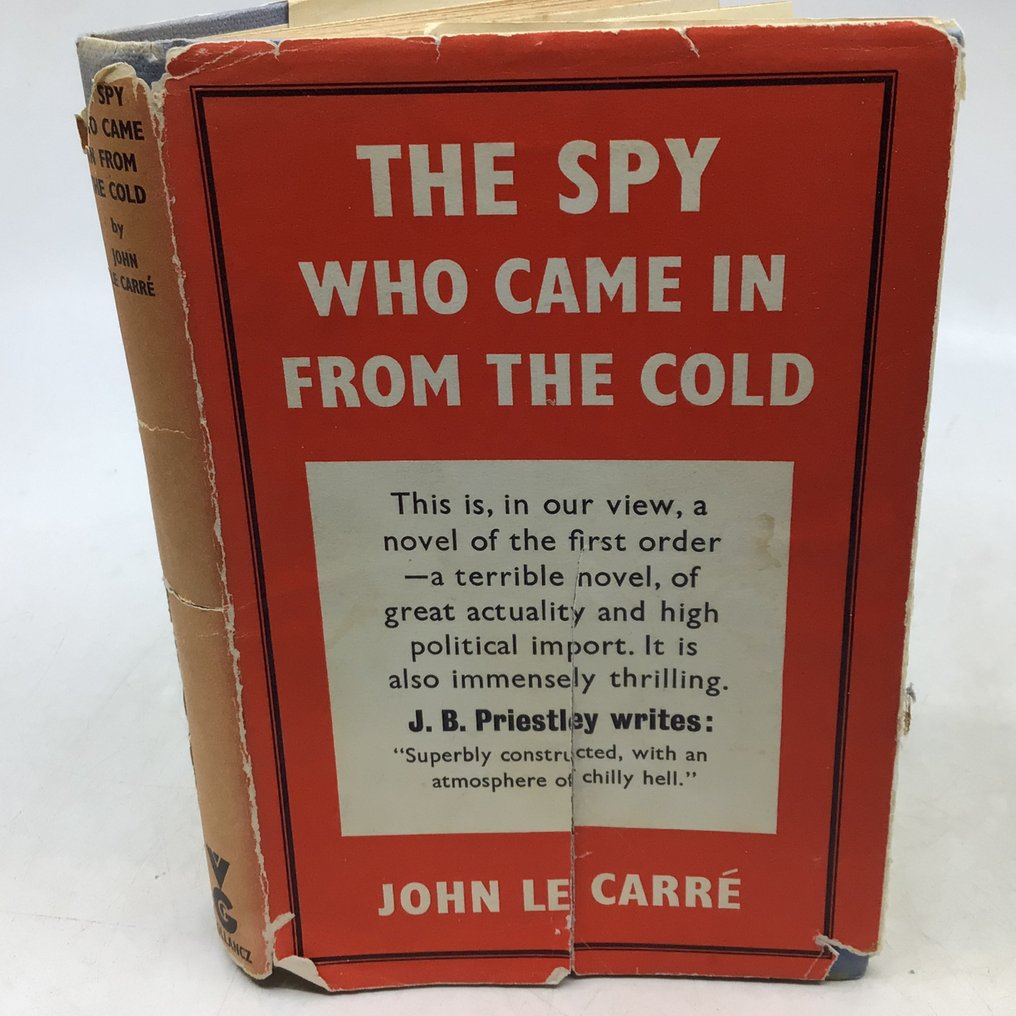 SPY
CAME
FROM
COLD
by
JOHN
LE CARRÉ
VG
THE SPY
WHO CAME IN
FROM THE COLD
This is, in our view, a
novel of the first order
—a terrible novel, of
great actuality and high
political import. It is
also immensely thrilling.
J. B. Priestley writes:
“Superbly constructed, with an
atmosphere of chilly hell.”
JOHN LE CARRÉ